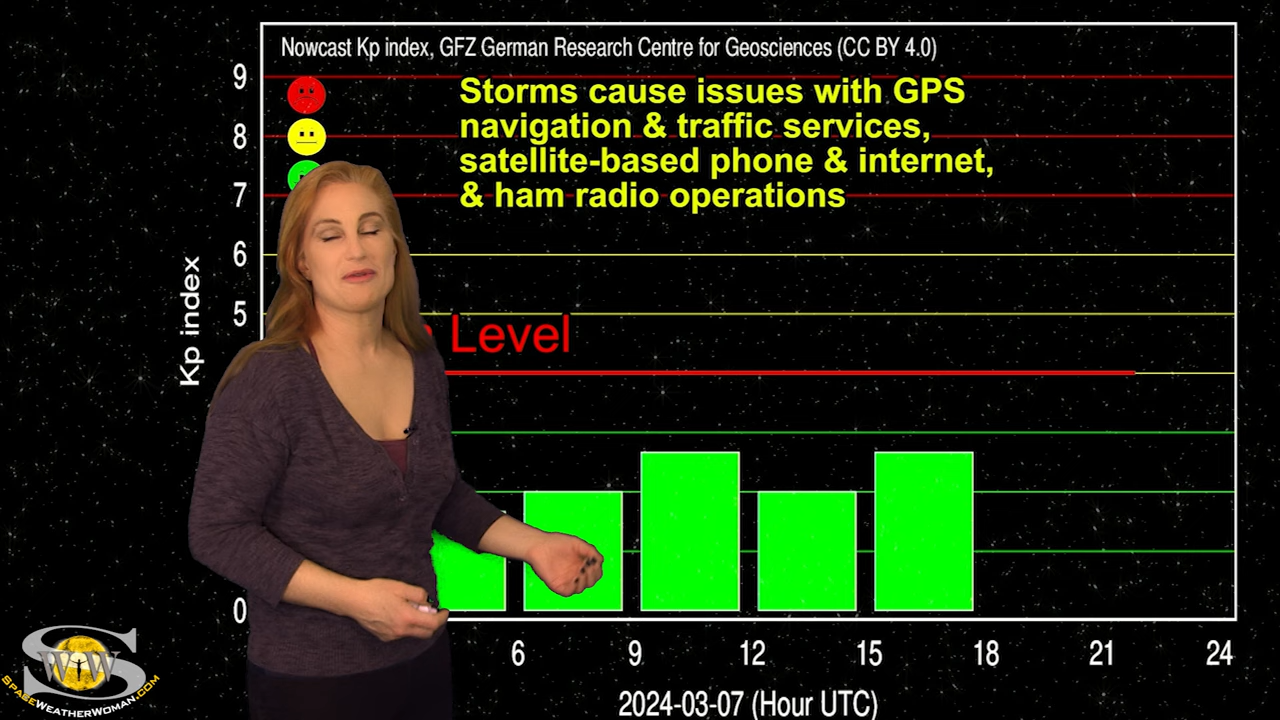 Nowcast Kp index, GFZ German Research Centre for Geosciences (CC BY 4.0)
Storms cause issues with GPS
navigation & traffic services,
satellite-based phone & internet,
& ham radio operations
9
8
7
6
5
0
Kp index
Level
6
9
12
15
18
21
24
2024-03-07 (Hour UTC)
SWW
SPACEWEATHERWOMAN.COM